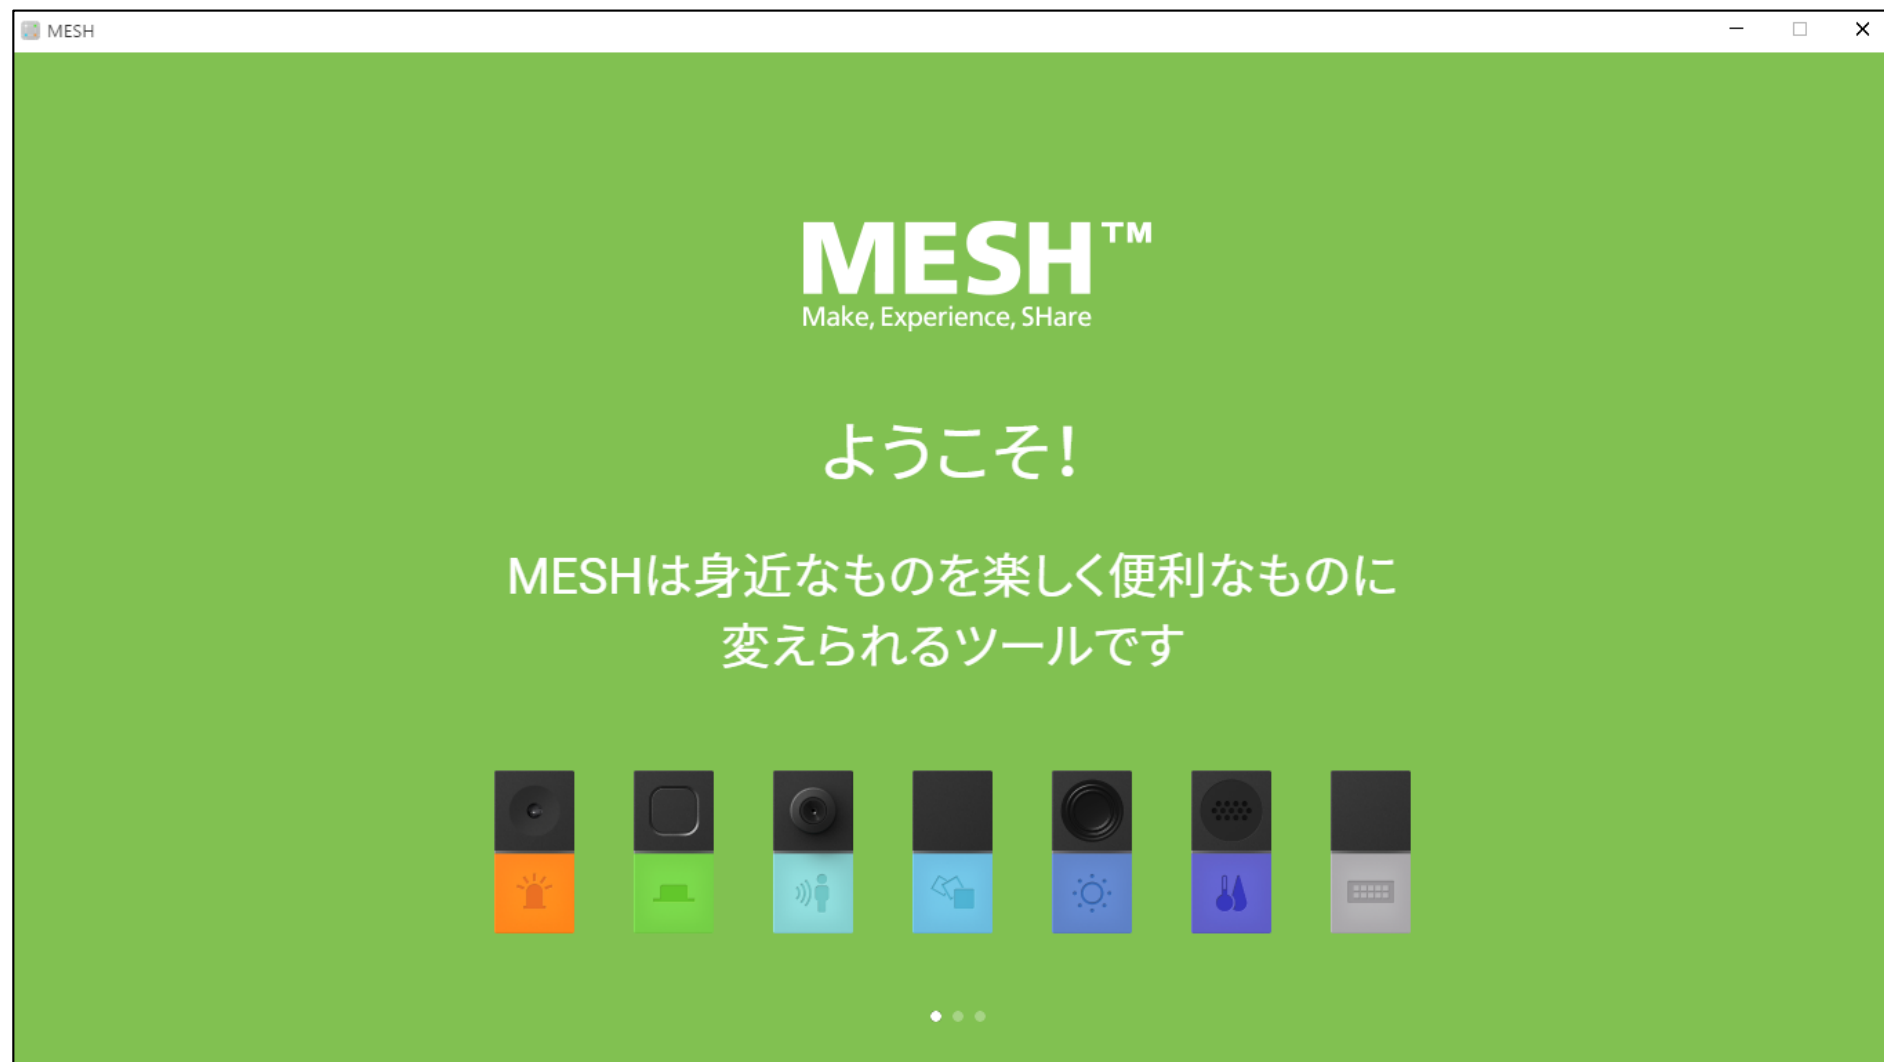 MESH
MESH™
Make, Experience, SHare
ようこそ!
MESHは身近なものを楽しく便利なものに
変えられるツールです